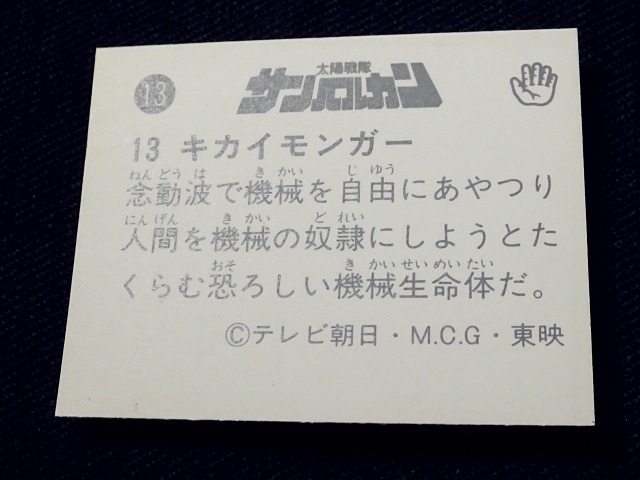 13
太陽戦隊
サンバルカン
13 キカイモンガー
ねんどうは きかい じゆう
念動波で機械を自由にあやつり
にんげん きかい どれい
人間を機械の奴隷にしようとた
おそ きかいせいめいたい
くらむ恐ろしい機械生命体だ。
©テレビ朝日・M.C.G・東映